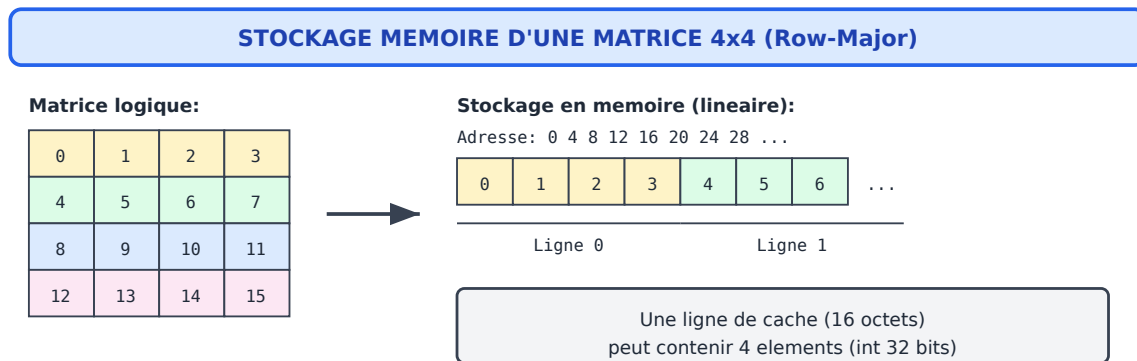 STOCKAGE MEMOIRE D'UNE MATRICE 4x4 (Row-Major)
Matrice logique:
0 1 2 3
4 5 6 7
8 9 10 11
12 13 14 15
Stockage en memoire (lineaire):
Adresse: 0 4 8 12 16 20 24 28 ...
0 1 2 3 4 5 6 ...
Ligne 0 Ligne 1
Une ligne de cache (16 octets)
peut contenir 4 elements (int 32 bits)